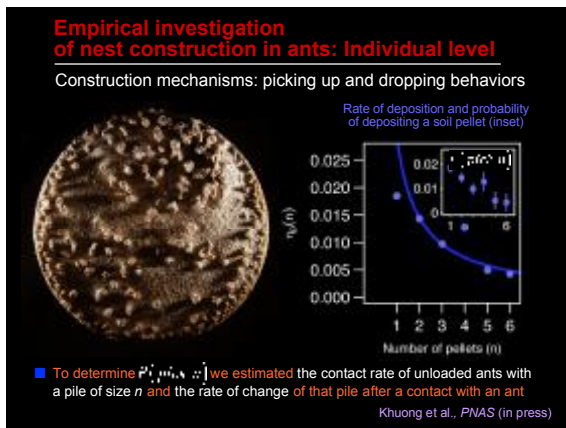 Empirical investigation
of nest construction in ants: Individual level
Construction mechanisms: picking up and dropping behaviors
Rate of deposition and probability
of depositing a soil pellet (inset)
0.025
0.020
0.015
0.010
0.005
0.000
0.02
0.01
0
1 6
1 2 3 4 5 6
Number of pellets (n)
To determine we estimated the contact rate of unloaded ants with
a pile of size n and the rate of change of that pile after a contact with an ant
Khuong et al., PNAS (in press)